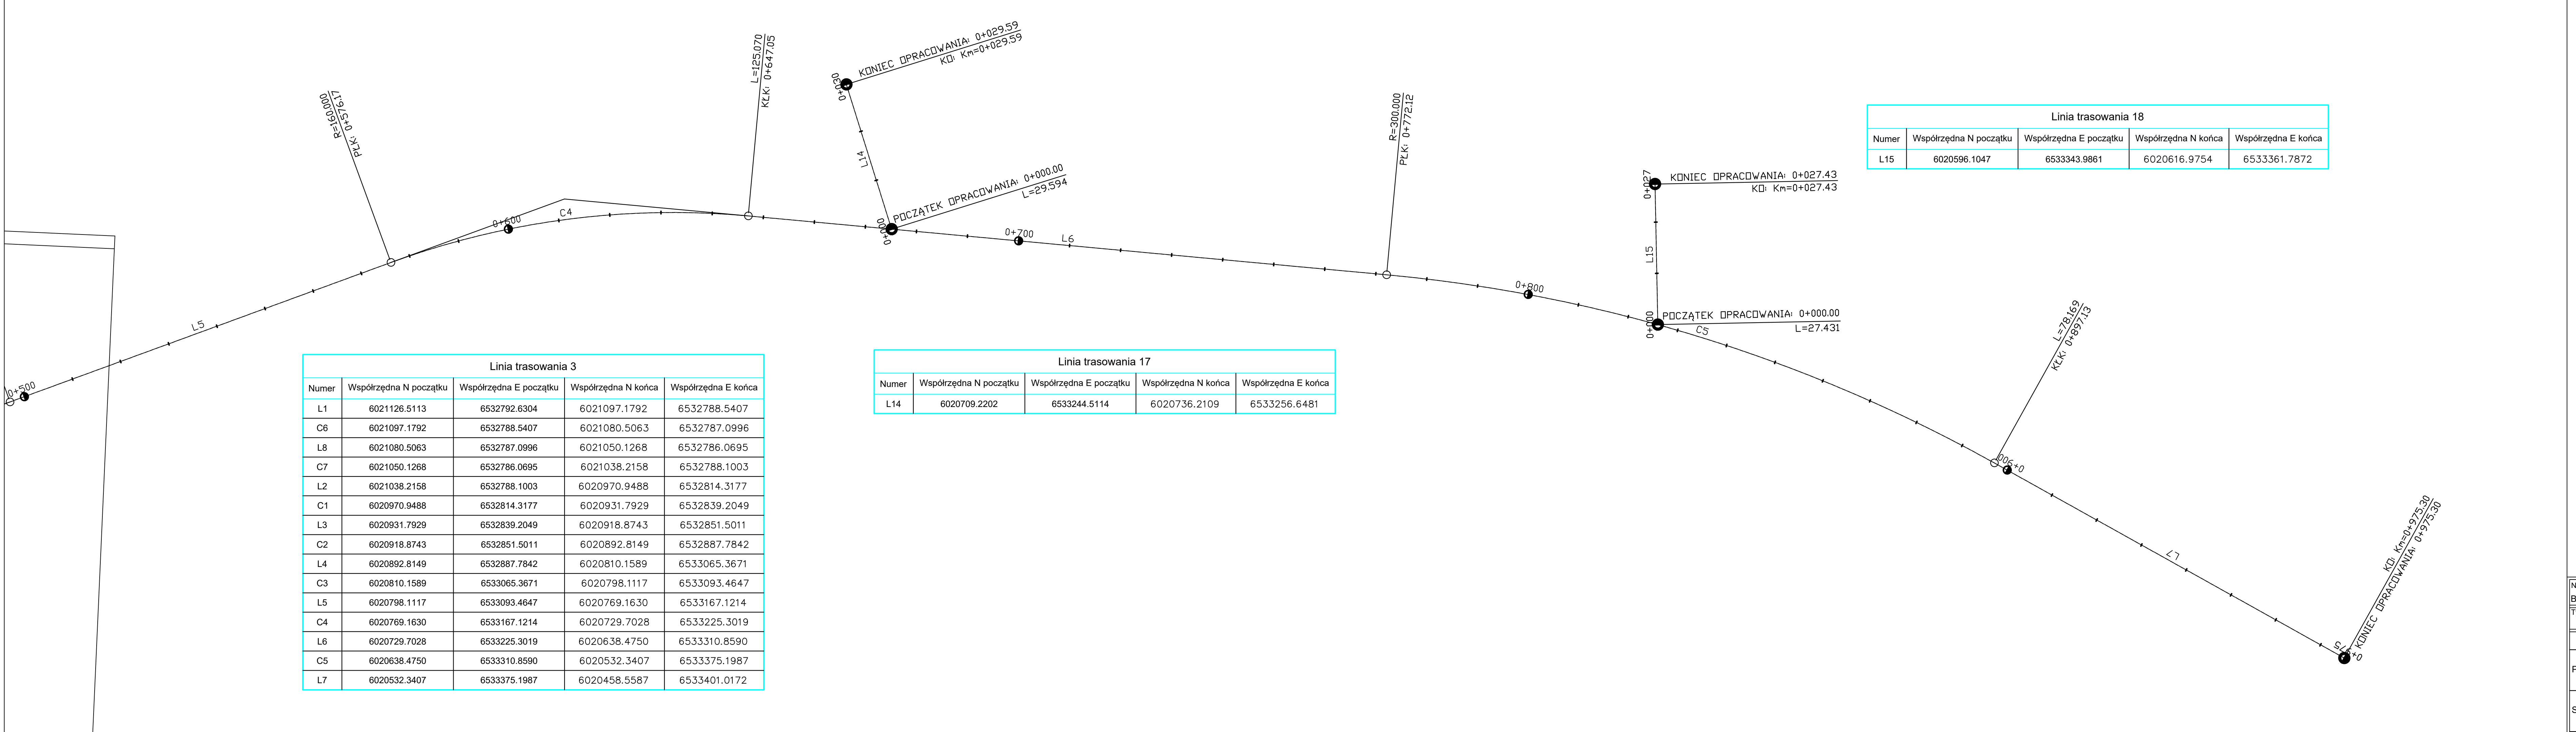 KONIEC OPRACOWANIA: 0+029.59
KO: Km=0+029.59
0+030
L14
POCZĄTEK OPRACOWANIA: 0+000.00
L=29.594
0+000
R=160.000
PŁK: 0+576.17
L=125.070
KŁK: 0+647.05
R=300.000
PŁK: 0+772.12
0+500
L5
0+600
C4
0+700
L6
0+800
0+027
KONIEC OPRACOWANIA: 0+027.43
KO: Km=0+027.43
L15
POCZĄTEK OPRACOWANIA: 0+000.00
L=27.431
0+000
C5
L=78.169
KŁK: 0+897.13
0+900
L7
KO: Km=0+975.30
KONIEC OPRACOWANIA: 0+975.30
0+975
Linia trasowania 18
Numer Współrzędna N początku Współrzędna E początku Współrzędna N końca Współrzędna E końca
L15 6020596.1047 6533343.9861 6020616.9754 6533361.7872
Linia trasowania 3
Numer Współrzędna N początku Współrzędna E początku Współrzędna N końca Współrzędna E końca
L1 6021126.5113 6532792.6304 6021097.1792 6532788.5407
C6 6021097.1792 6532788.5407 6021080.5063 6532787.0996
L8 6021080.5063 6532787.0996 6021050.1268 6532786.0695
C7 6021050.1268 6532786.0695 6021038.2158 6532788.1003
L2 6021038.2158 6532788.1003 6020970.9488 6532814.3177
C1 6020970.9488 6532814.3177 6020931.7929 6532839.2049
L3 6020931.7929 6532839.2049 6020918.8743 6532851.5011
C2 6020918.8743 6532851.5011 6020892.8149 6532887.7842
L4 6020892.8149 6532887.7842 6020810.1589 6533065.3671
C3 6020810.1589 6533065.3671 6020798.1117 6533093.4647
L5 6020798.1117 6533093.4647 6020769.1630 6533167.1214
C4 6020769.1630 6533167.1214 6020729.7028 6533225.3019
L6 6020729.7028 6533225.3019 6020638.4750 6533310.8590
C5 6020638.4750 6533310.8590 6020532.3407 6533375.1987
L7 6020532.3407 6533375.1987 6020458.5587 6533401.0172
Linia trasowania 17
Numer Współrzędna N początku Współrzędna E początku Współrzędna N końca Współrzędna E końca
L14 6020709.2202 6533244.5114 6020736.2109 6533256.6481